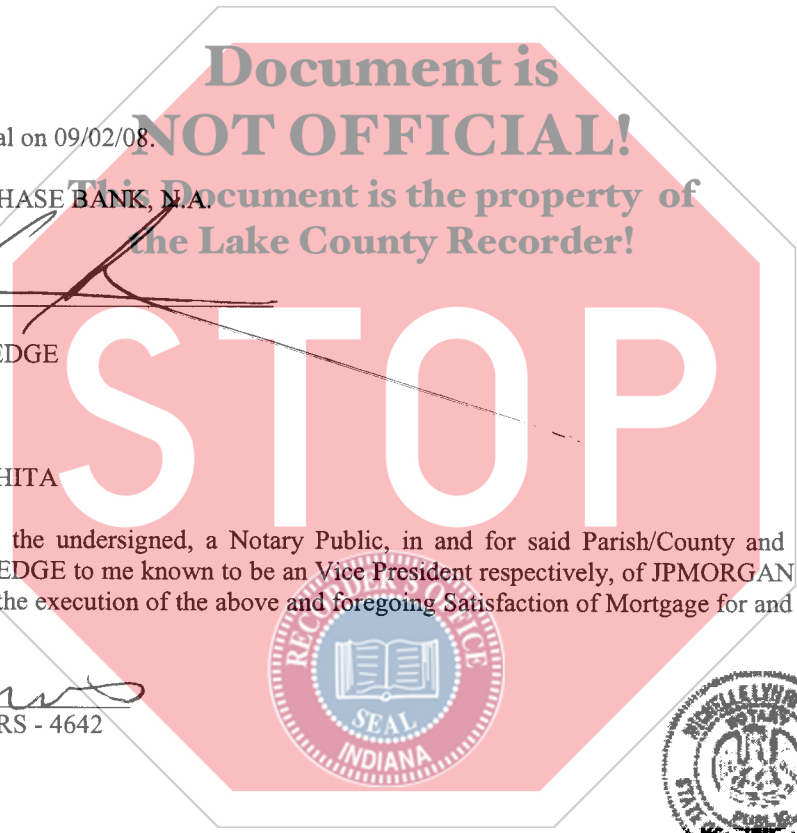 Document is
NOT OFFICIAL!
al on 09/02/08.
This Document is the property of
HASE BANK, N.A.
the Lake County Recorder!
STOP
EDGE
HITA
the undersigned, a Notary Public, in and for said Parish/County and
EDGE to me known to be an Vice President respectively, of JPMORGAN
the execution of the above and foregoing Satisfaction of Mortgage for and
RECORDER'S OFFICE
SEAL
INDIANA
RS - 4642
NOTARY
PUBLIC